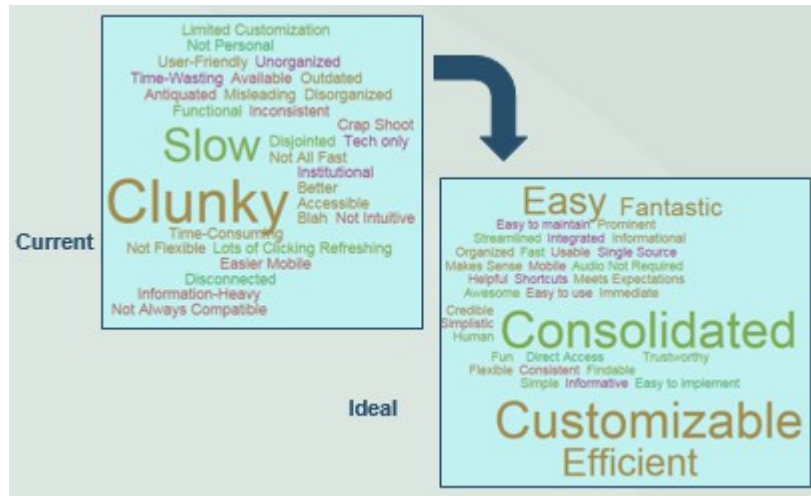 Limited Customization
Not Personal
User-Friendly Unorganized
Time-Wasting Available Outdated
Antiquated Misleading Disorganized
Functional Inconsistent
Crap Shoot
Slow Disjointed Tech only
Not All Fast
Institutional
Clunky Better
Accessible
Blah Not Intuitive
Time-Consuming
Current
Not Flexible Lots of Clicking Refreshing
Easier Mobile
Disconnected
Information-Heavy
Not Always Compatible
Easy Fantastic
Easy to maintain Prominent
Streamlined Integrated Informational
Organized Fast Usable Single Source
Makes Sense Mobile Audio Not Required
Helpful Shortcuts Meets Expectations
Awesome Easy to use Immediate
Credible
Simplistic
Human
Consolidated
Fun Direct Access Trustworthy
Flexible Consistent Findable
Simple Informative Easy to implement
Ideal
Customizable
Efficient